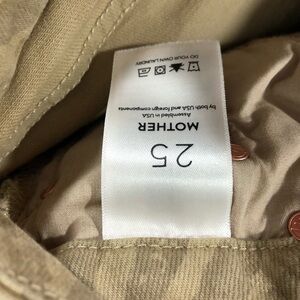 25
MOTHER
Assembled in USA
by both USA and foreign components
DO YOUR OWN LAUNDRY